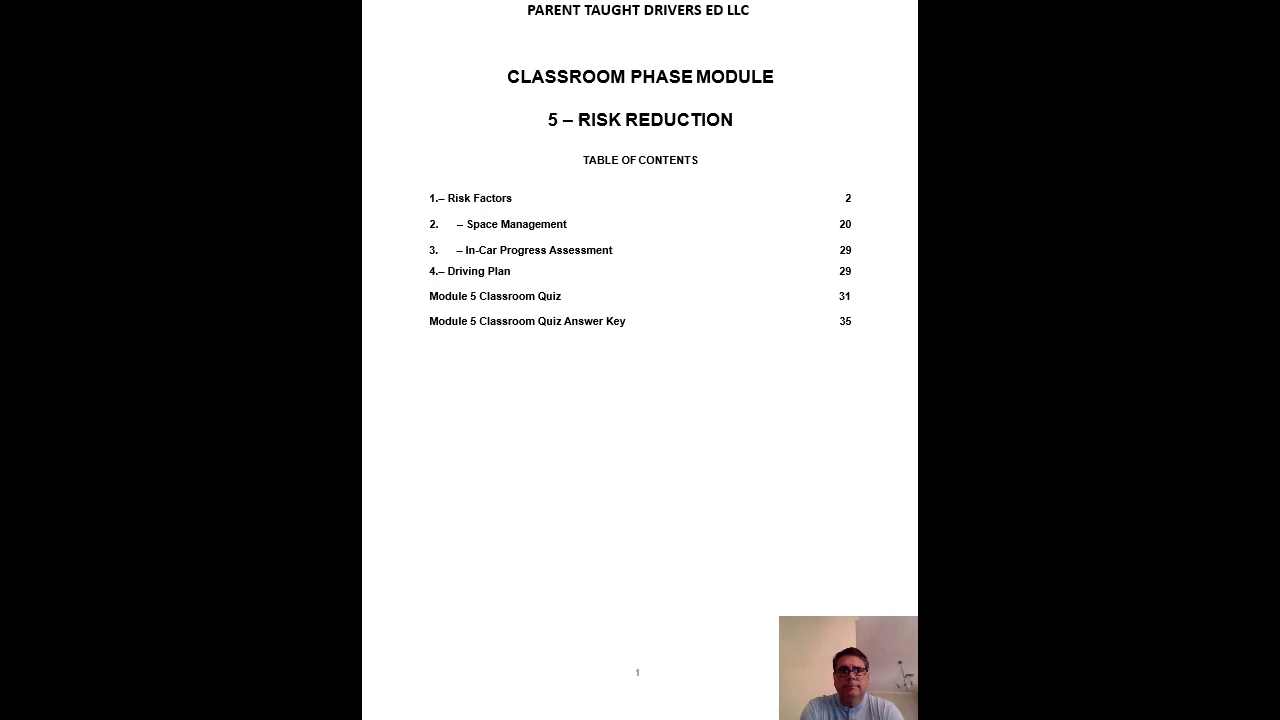 PARENT TAUGHT DRIVERS ED LLC
CLASSROOM PHASE MODULE
5 – RISK REDUCTION
TABLE OF CONTENTS
1.– Risk Factors 2
2. – Space Management 20
3. – In-Car Progress Assessment 29
4.– Driving Plan 29
Module 5 Classroom Quiz 31
Module 5 Classroom Quiz Answer Key 35
1